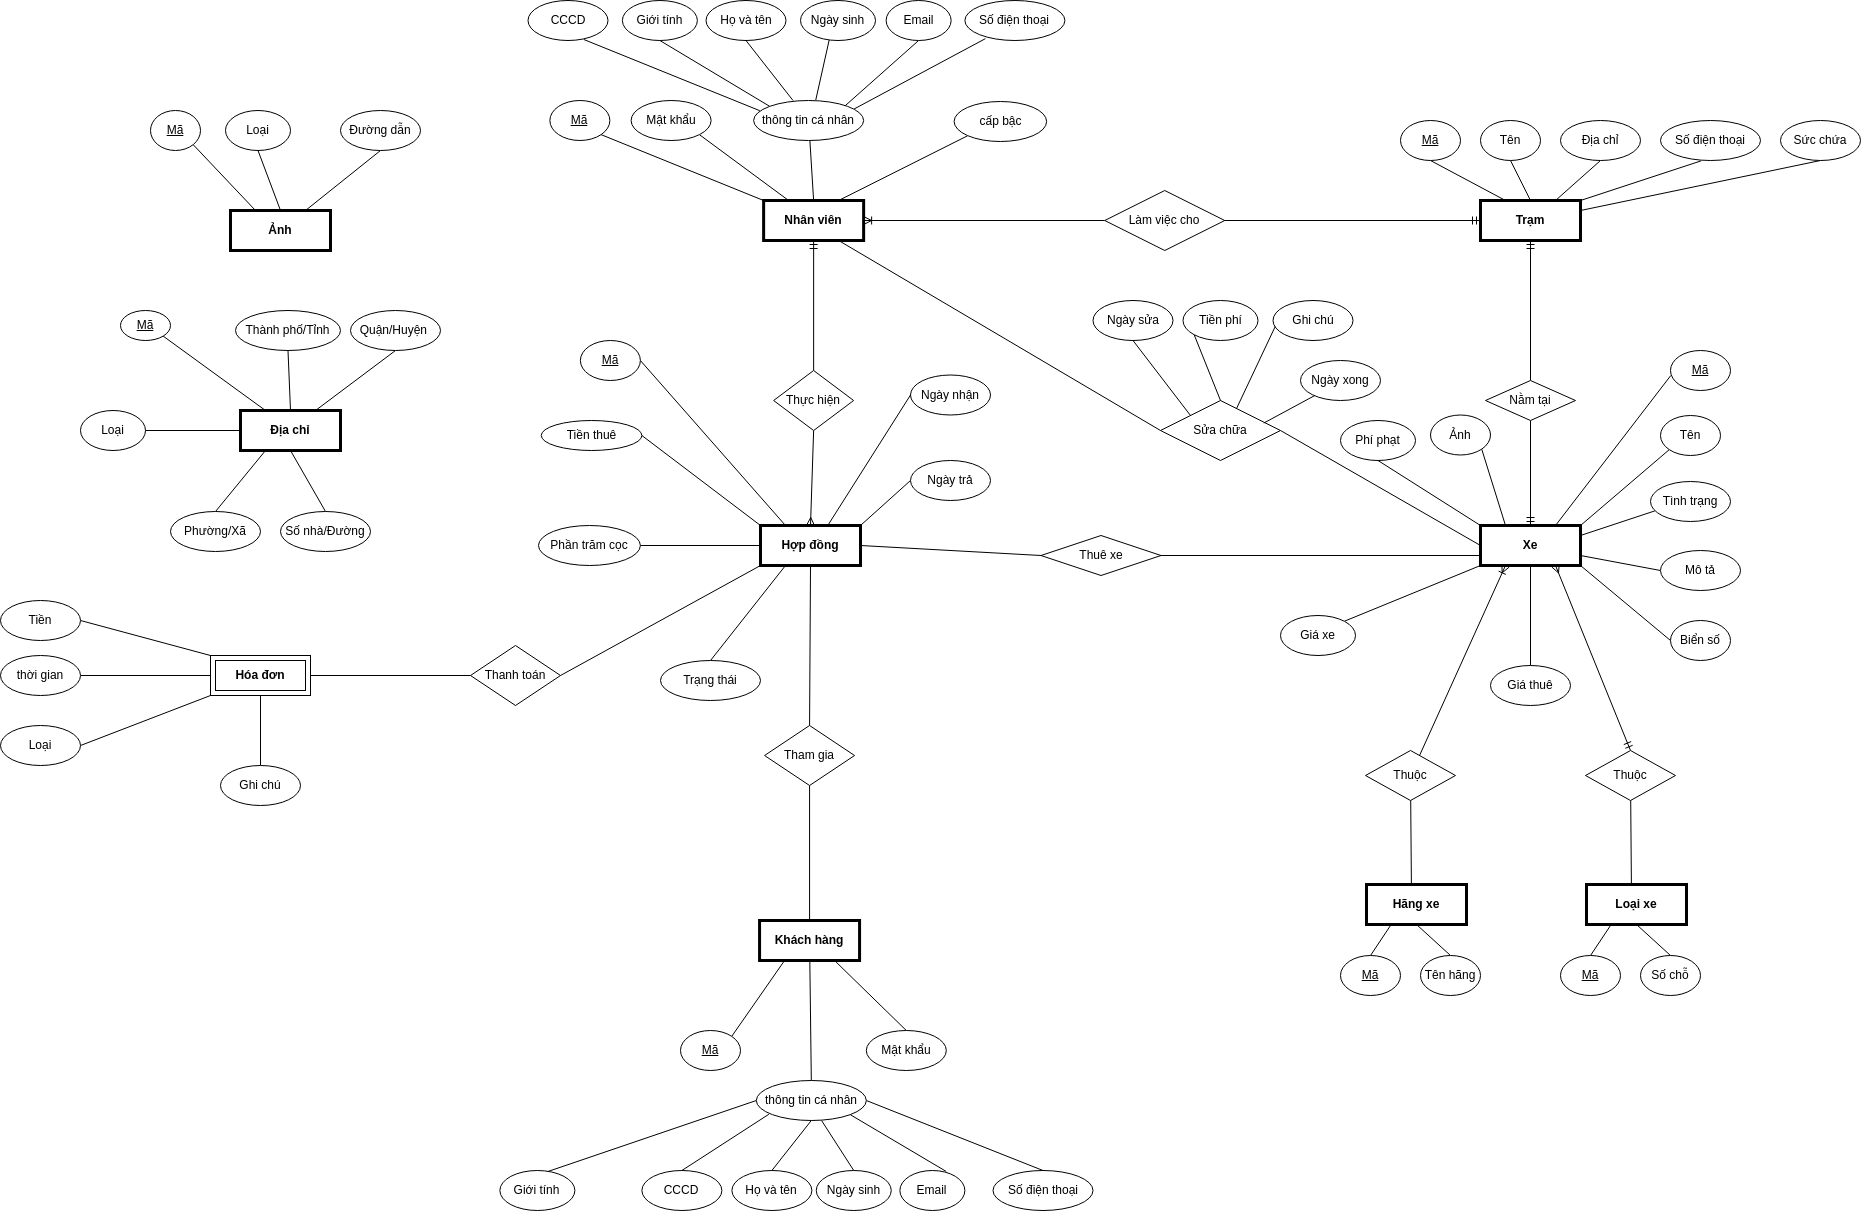 CCCD
Giới tính
Họ và tên
Ngày sinh
Email
Số điện thoại
Mã
Loại
Đường dẫn
Mã
Mật khẩu
thông tin cá nhân
cấp bậc
Mã
Tên
Địa chỉ
Số điện thoại
Sức chứa
Ảnh
Nhân viên
Làm việc cho
Trạm
Mã
Thành phố/Tỉnh
Quận/Huyện
Ngày sửa
Tiền phí
Ghi chú
Mã
Ngày nhận
Thực hiện
Ngày xong
Nằm tại
Mã
Loại
Địa chỉ
Tiền thuê
Sửa chữa
Phí phạt
Ảnh
Tên
Ngày trả
Tình trạng
Phường/Xã
Số nhà/Đường
Phần trăm cọc
Hợp đồng
Thuê xe
Xe
Mô tả
Tiền
Giá xe
Biển số
thời gian
Hóa đơn
Thanh toán
Trạng thái
Giá thuê
Loại
Ghi chú
Tham gia
Thuộc
Thuộc
Khách hàng
Hãng xe
Loại xe
Mã
Tên hãng
Mã
Số chỗ
Mã
Mật khẩu
thông tin cá nhân
Giới tính
CCCD
Họ và tên
Ngày sinh
Email
Số điện thoại